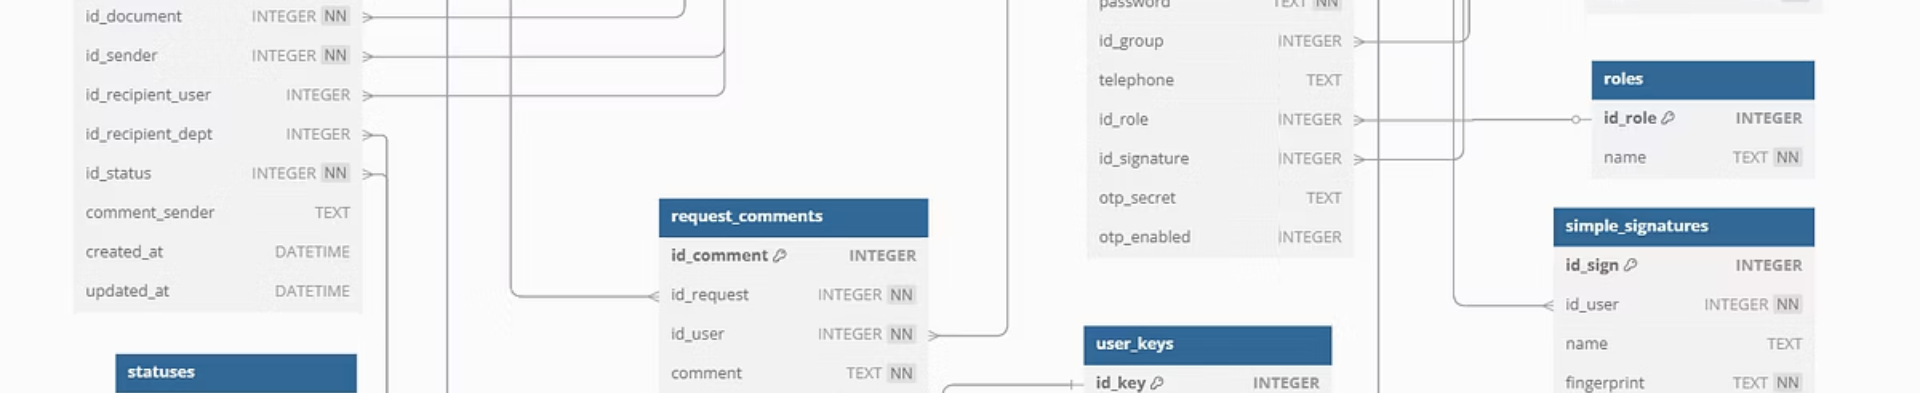 id_document INTEGER NN
id_sender INTEGER NN
id_recipient_user INTEGER
id_recipient_dept INTEGER
id_status INTEGER NN
comment_sender TEXT
created_at DATETIME
updated_at DATETIME
statuses
request_comments
id_comment INTEGER
id_request INTEGER NN
id_user INTEGER NN
comment TEXT NN
password TEXT NN
id_group INTEGER
telephone TEXT
id_role INTEGER
id_signature INTEGER
otp_secret TEXT
otp_enabled INTEGER
user_keys
id_key INTEGER
roles
id_role INTEGER
name TEXT NN
simple_signatures
id_sign INTEGER
id_user INTEGER NN
name TEXT
fingerprint TEXT NN